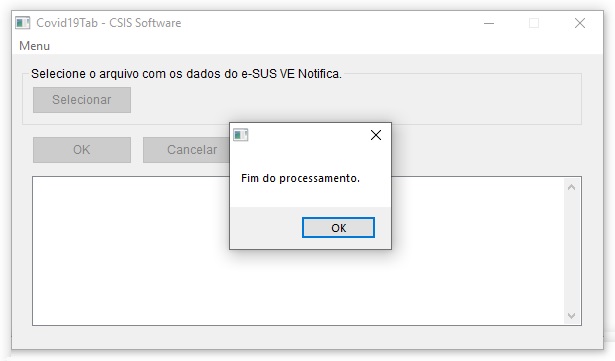 Covid19Tab - CSIS Software
Menu
Selecione o arquivo com os dados do e-SUS VE Notifica.
Selecionar
OK
Cancelar
Fim do processamento.
OK